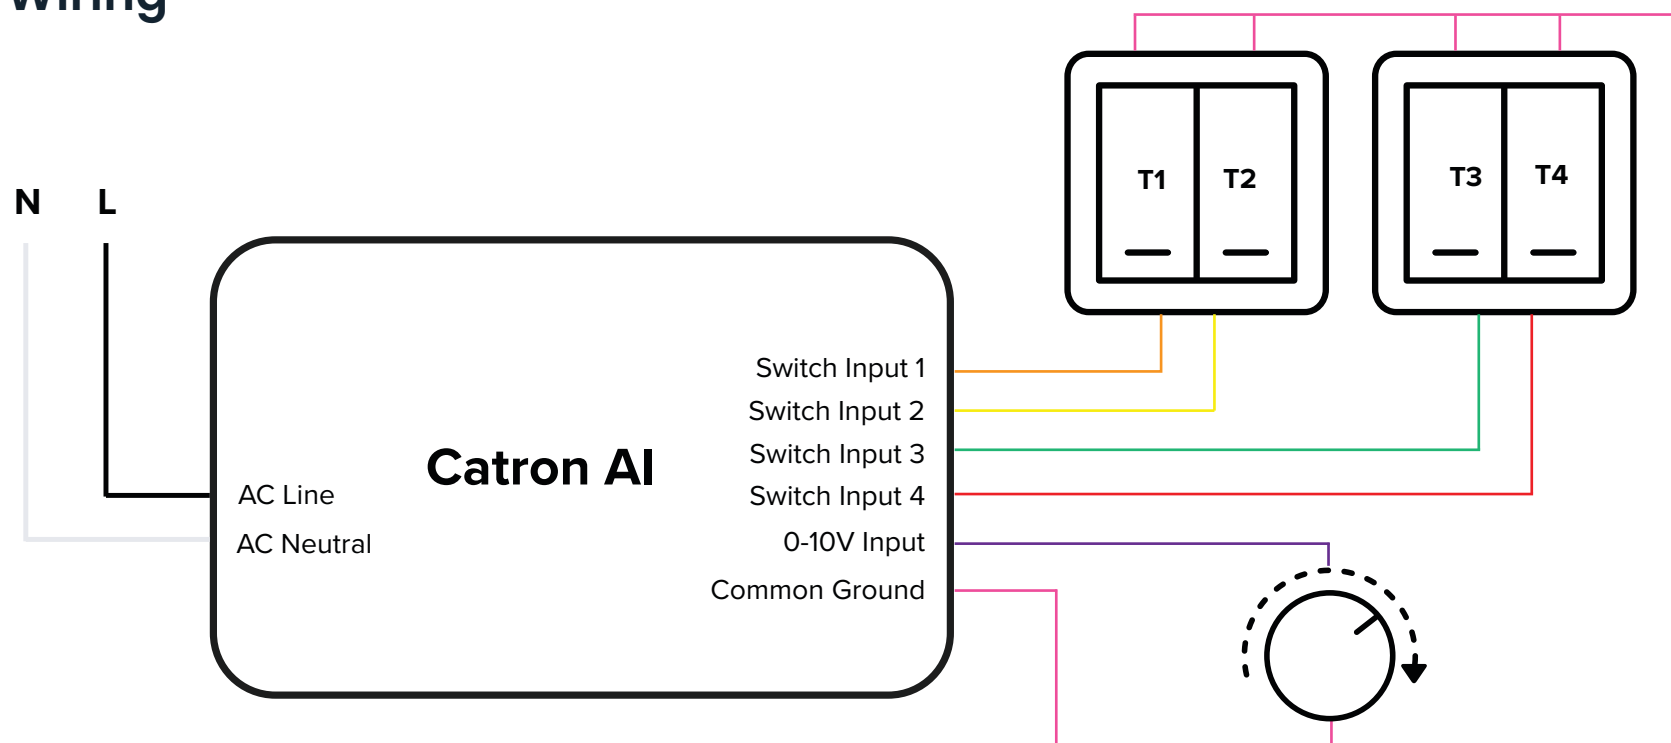 Wiring
N L
T1 T2 T3 T4
Switch Input 1
Switch Input 2
Switch Input 3
Switch Input 4
0-10V Input
Common Ground
Catron AI
AC Line
AC Neutral